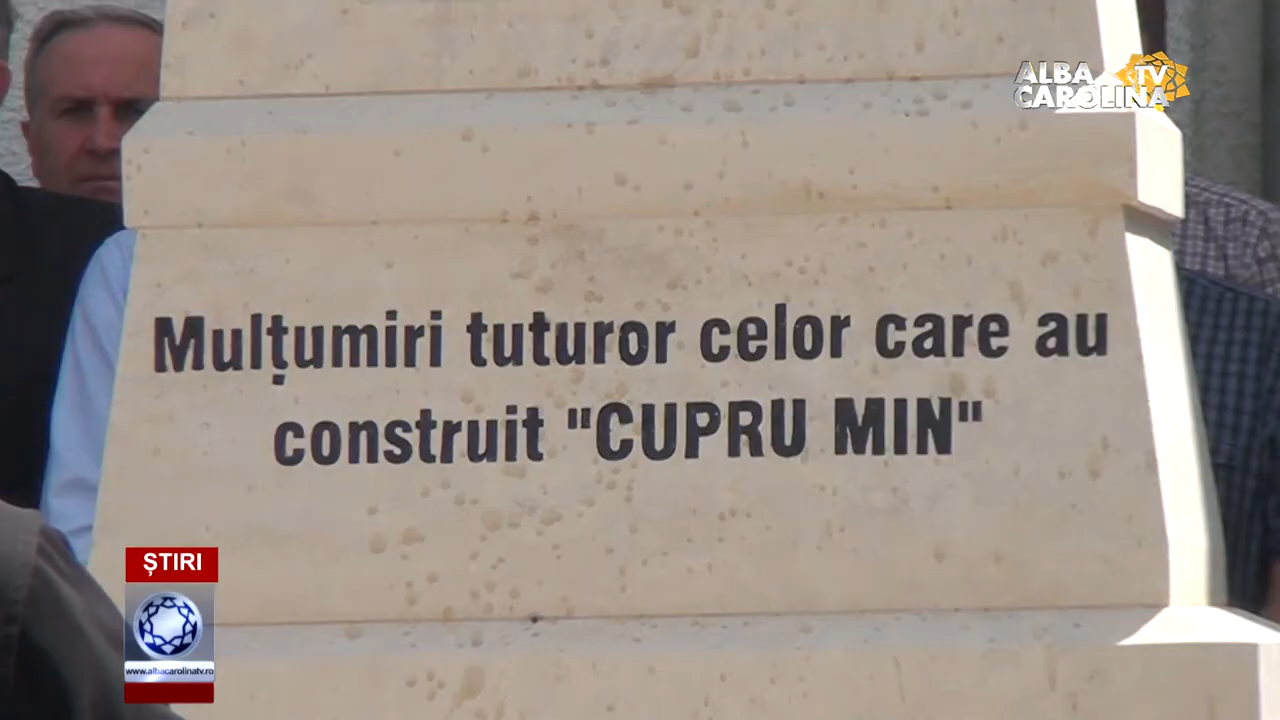 ALBA TV
CAROLINA
Mulțumiri tuturor celor care au
construit "CUPRU MIN"
ȘTIRI
www.albacarolinatv.ro